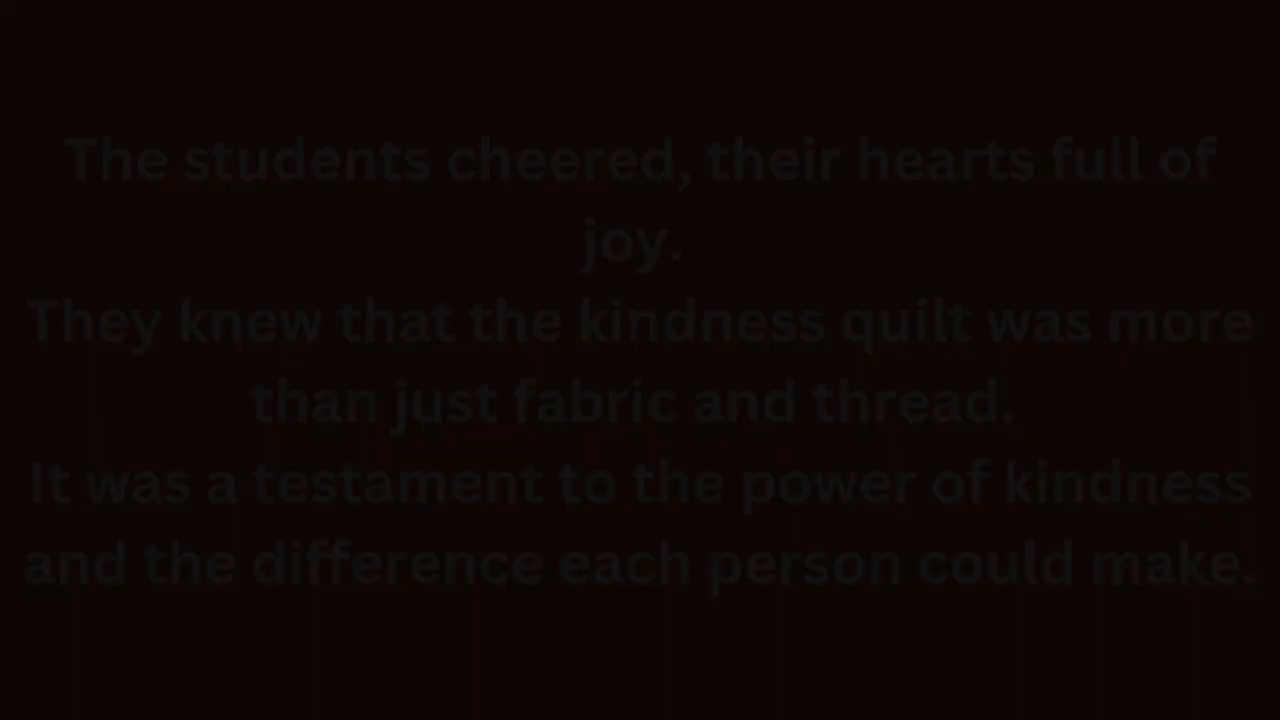 The students cheered, their hearts full of
joy.
They knew that the kindness quilt was more
than just fabric and thread.
It was a testament to the power of kindness
and the difference each person could make.